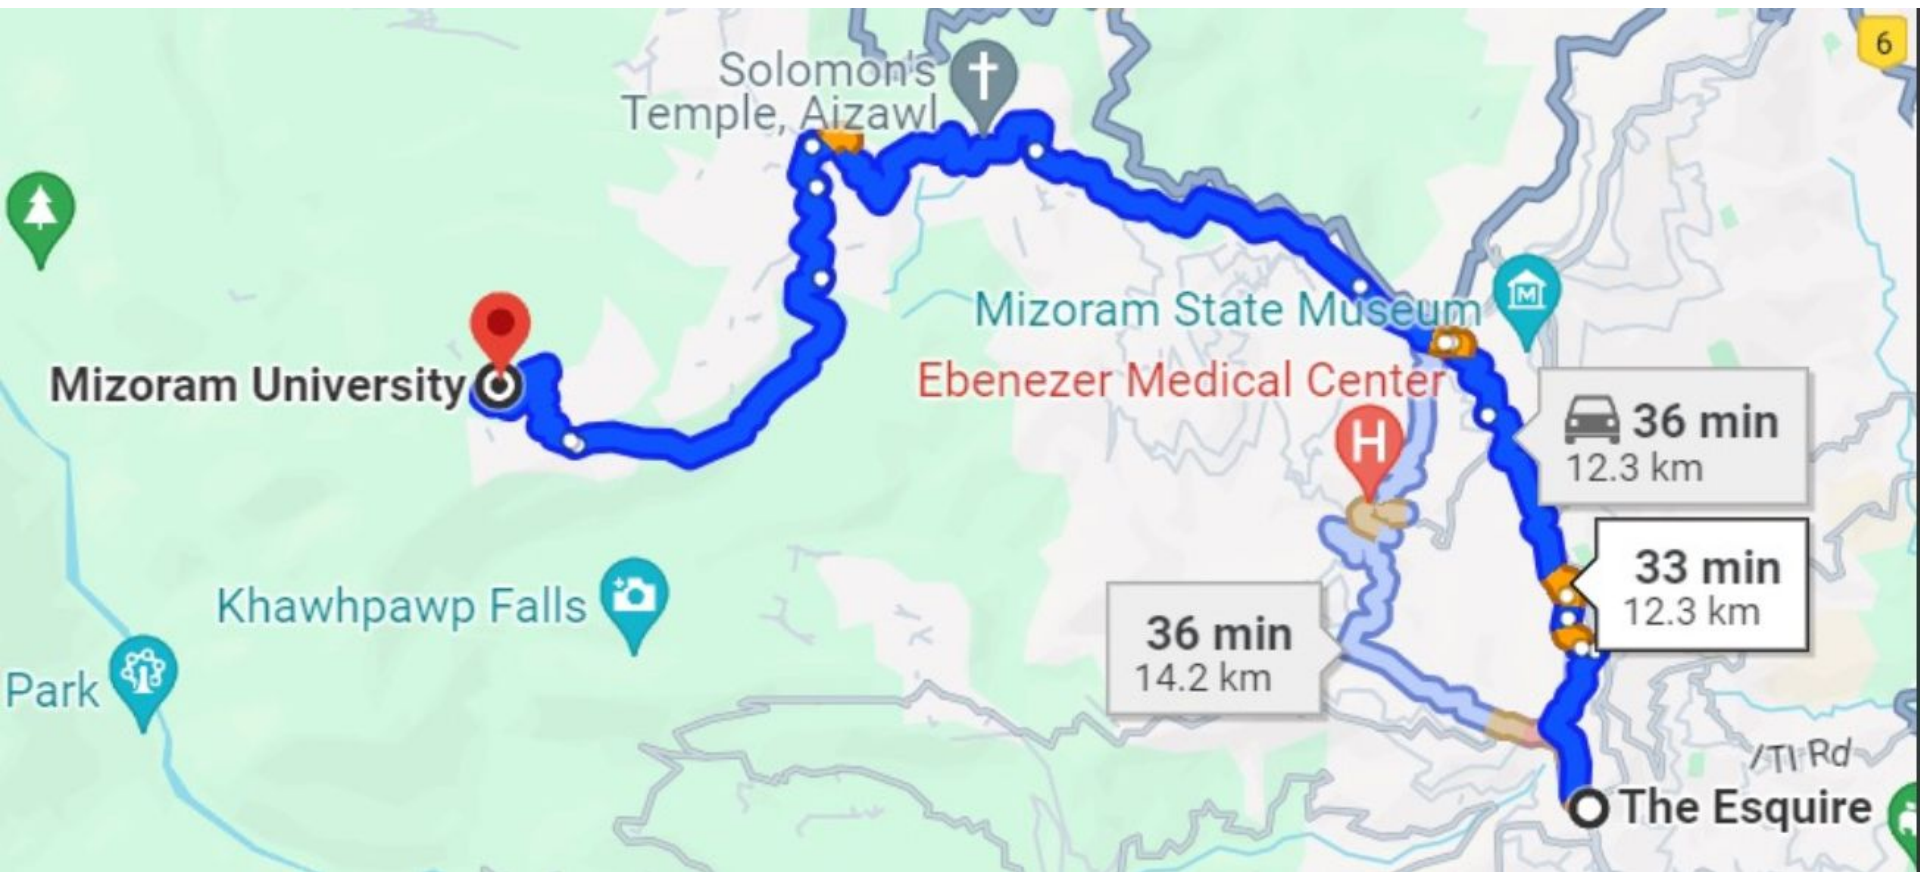 6
Solomon's
Temple, Aizawl
Mizoram State Museum
Ebenezer Medical Center
H
Mizoram University
36 min
12.3 km
33 min
12.3 km
Khawhpawp Falls
36 min
14.2 km
Park
/TI Rd
The Esquire